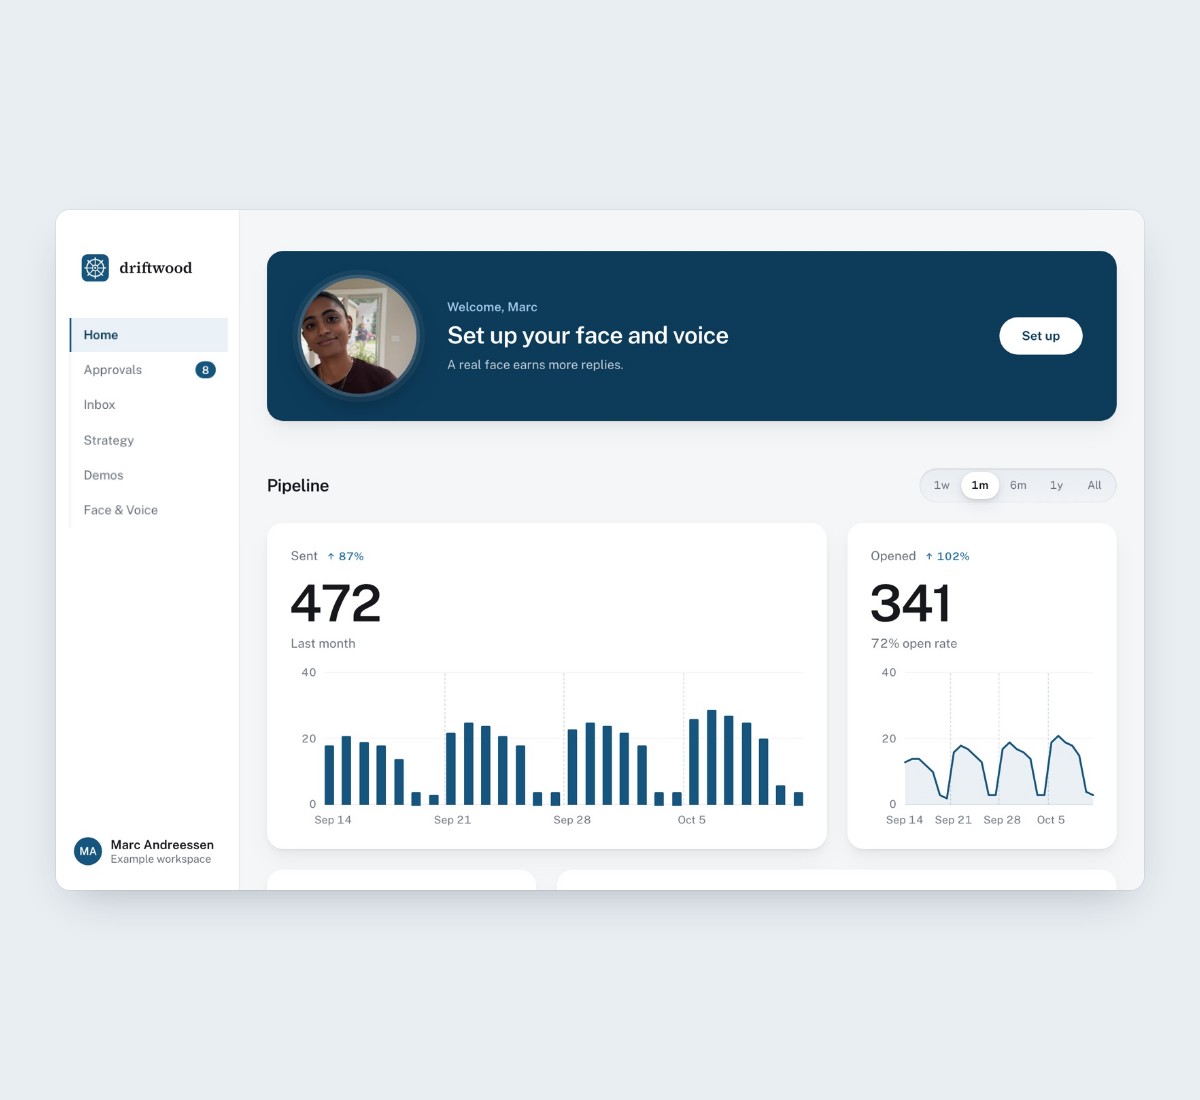 driftwood
Home
Approvals
8
Inbox
Strategy
Demos
Face & Voice
MA
Marc Andreessen
Example workspace
Welcome, Marc
Set up your face and voice
A real face earns more replies.
Set up
Pipeline
1w 1m 6m 1y All
Sent ↑ 87%
472
Last month
40
20
0
Sep 14 Sep 21 Sep 28 Oct 5
Opened ↑ 102%
341
72% open rate
40
20
0
Sep 14 Sep 21 Sep 28 Oct 5